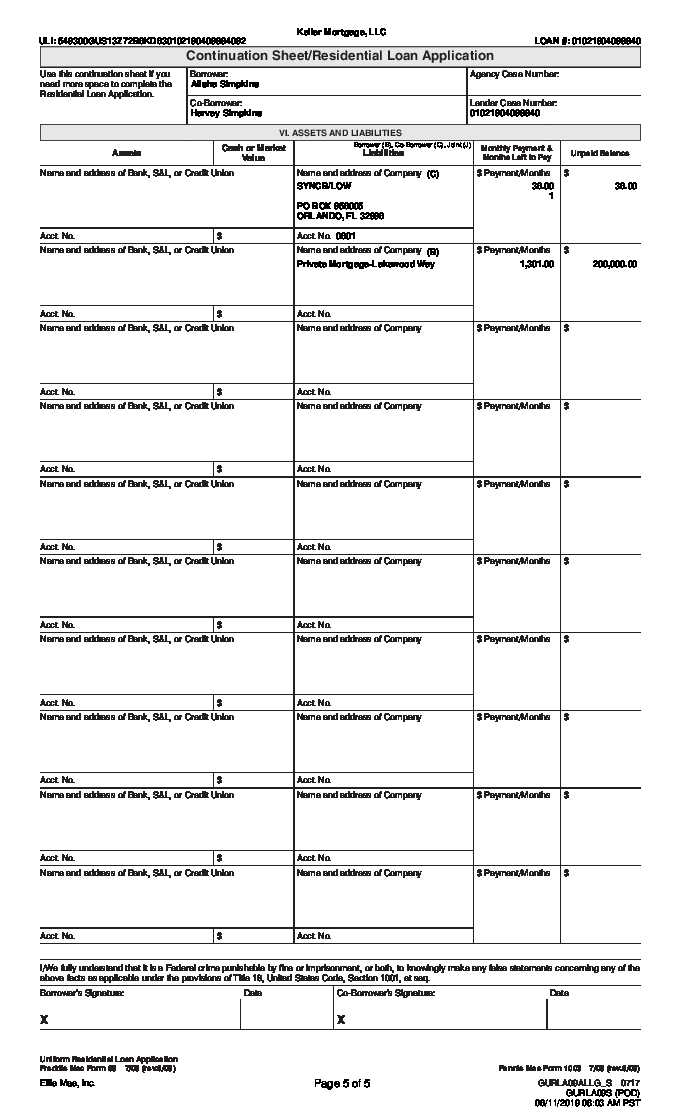 Keller Mortgage, LLC
LOAN #: 01021904099940
Continuation Sheet/Residential Loan Application
Use this continuation sheet if you
need more space to complete the
Residential Loan Application.
Borrower:
Alisha Simpkins
Agency Case Number:
Co-Borrower:
Harvey Simpkins
Lender Case Number:
01021904099940
VI. ASSETS AND LIABILITIES
Assets
Cash or Market
Value
Borrower (B), Co-Borrower (C), Joint (J)
Liabilities
Monthly Payment &
Months Left to Pay
Unpaid Balance
Name and address of Bank, S&L, or Credit Union
Name and address of Company (C)
$ Payment/Months
$
SYNCB/LOW
38.00
38.00
1
PO BOX
ORLANDO, FL
Acct. No.
$
Acct. No. 0601
Name and address of Bank, S&L, or Credit Union
Name and address of Company (B)
$ Payment/Months
$
Private Mortgage-Lakewood Way
1,301.00
200,000.00
Acct. No.
$
Acct. No.
Name and address of Bank, S&L, or Credit Union
Name and address of Company
$ Payment/Months
$
Acct. No.
$
Acct. No.
Name and address of Bank, S&L, or Credit Union
Name and address of Company
$ Payment/Months
$
Acct. No.
$
Acct. No.
Name and address of Bank, S&L, or Credit Union
Name and address of Company
$ Payment/Months
$
Acct. No.
$
Acct. No.
Name and address of Bank, S&L, or Credit Union
Name and address of Company
$ Payment/Months
$
Acct. No.
$
Acct. No.
Name and address of Bank, S&L, or Credit Union
Name and address of Company
$ Payment/Months
$
Acct. No.
$
Acct. No.
Name and address of Bank, S&L, or Credit Union
Name and address of Company
$ Payment/Months
$
Acct. No.
$
Acct. No.
Name and address of Bank, S&L, or Credit Union
Name and address of Company
$ Payment/Months
$
Acct. No.
$
Acct. No.
Name and address of Bank, S&L, or Credit Union
Name and address of Company
$ Payment/Months
$
Acct. No.
$
Acct. No.
I/We fully understand that it is a Federal crime punishable by fine or imprisonment, or both, to knowingly make any false statements concerning any of the
above facts as applicable under the provisions of Title 18, United States Code, Section 1001, et seq.
Borrower's Signature:
Date
Co-Borrower's Signature:
Date
X
X
Uniform Residential Loan Application
Freddie Mac Form 65 7/05 (rev.6/09)
Fannie Mae Form 1003 7/05 (rev.6/09)
Ellie Mae, Inc.
Page 5 of 5
GURLA09ALLG_S 0717
GURLA09S (POD)
06/11/2019 06:03 AM PST